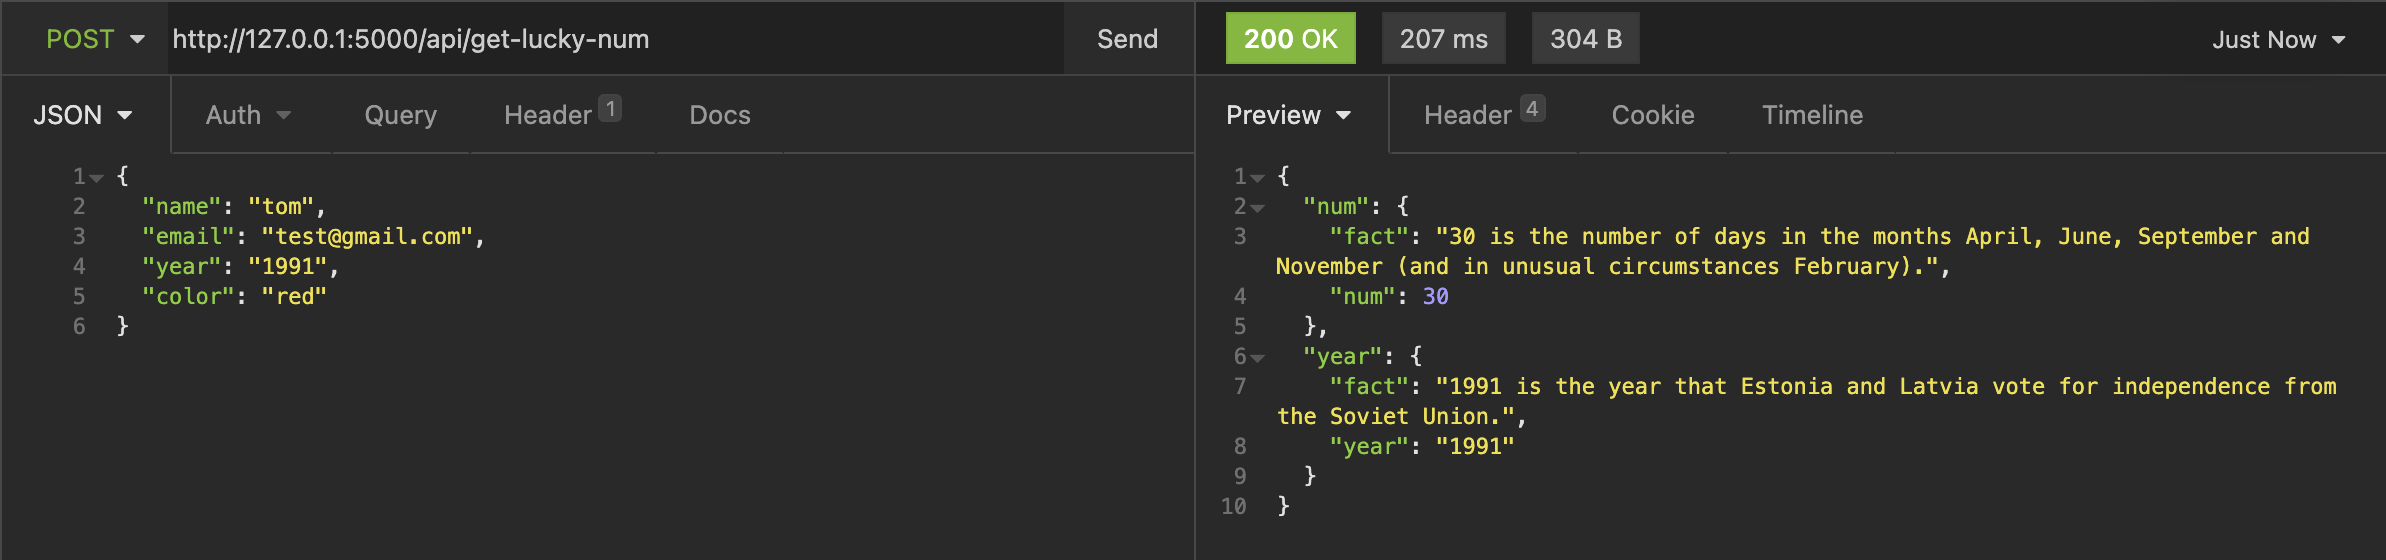 POST http://127.0.0.1:5000/api/get-lucky-num Send
JSON Auth Query Header 1 Docs
1 {
2 "name": "tom",
3 "email": "test@gmail.com",
4 "year": "1991",
5 "color": "red"
6 }
200 OK 207 ms 304 B Just Now
Preview Header 4 Cookie Timeline
1 {
2 "num": {
3 "fact": "30 is the number of days in the months April, June, September and
November (and in unusual circumstances February).",
4 "num": 30
5 },
6 "year": {
7 "fact": "1991 is the year that Estonia and Latvia vote for independence from
the Soviet Union.",
8 "year": "1991"
9 }
10 }